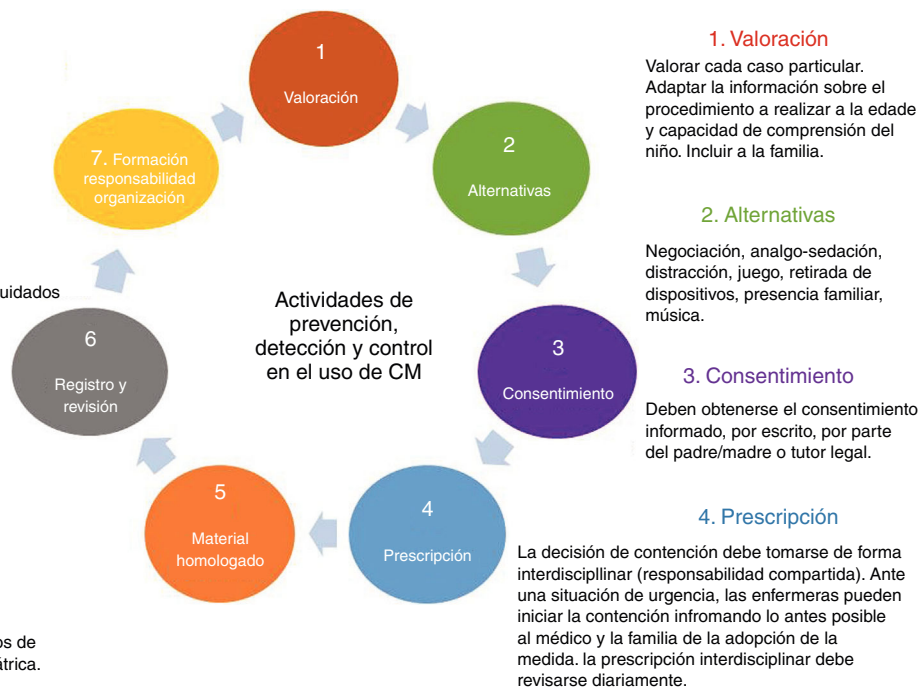 1
Valoración
2
Alternativas
3
Consentimiento
4
Prescripción
5
Material
homologado
6
Registro y
revisión
7. Formación
responsabilidad
organización
Actividades de
prevención,
detección y control
en el uso de CM
uidados
os de
átrica.
1. Valoración
Valorar cada caso particular.
Adaptar la información sobre el
procedimiento a realizar a la edade
y capacidad de comprensión del
niño. Incluir a la familia.
2. Alternativas
Negociación, analgo-sedación,
distracción, juego, retirada de
dispositivos, presencia familiar,
música.
3. Consentimiento
Deben obtenerse el consentimiento
informado, por escrito, por parte
del padre/madre o tutor legal.
4. Prescripción
La decisión de contención debe tomarse de forma
interdiscipllinar (responsabilidad compartida). Ante
una situación de urgencia, las enfermeras pueden
iniciar la contención infromando lo antes posible
al médico y la familia de la adopción de la
medida. la prescripción interdisciplinar debe
revisarse diariamente.